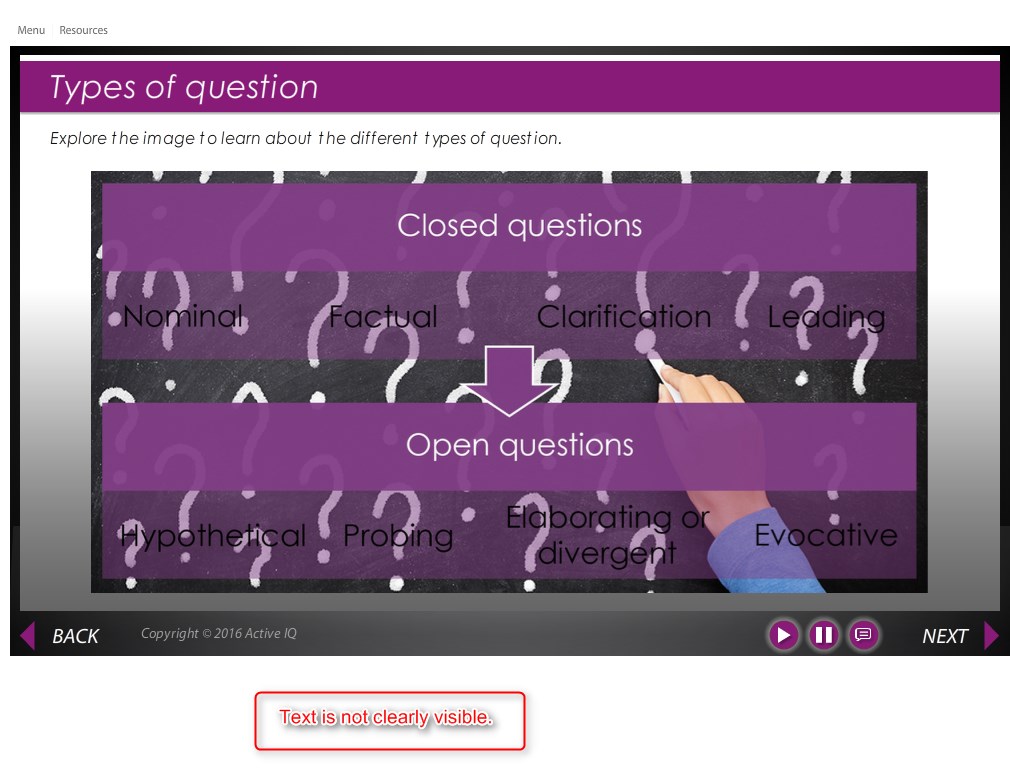 Menu Resources
Types of question
Explore the image to learn about the different types of question.
Closed questions
Nominal Factual Clarification Leading
Open questions
Hypothetical Probing Elaborating or divergent Evocative
BACK Copyright © 2016 Active IQ NEXT
Text is not clearly visible.